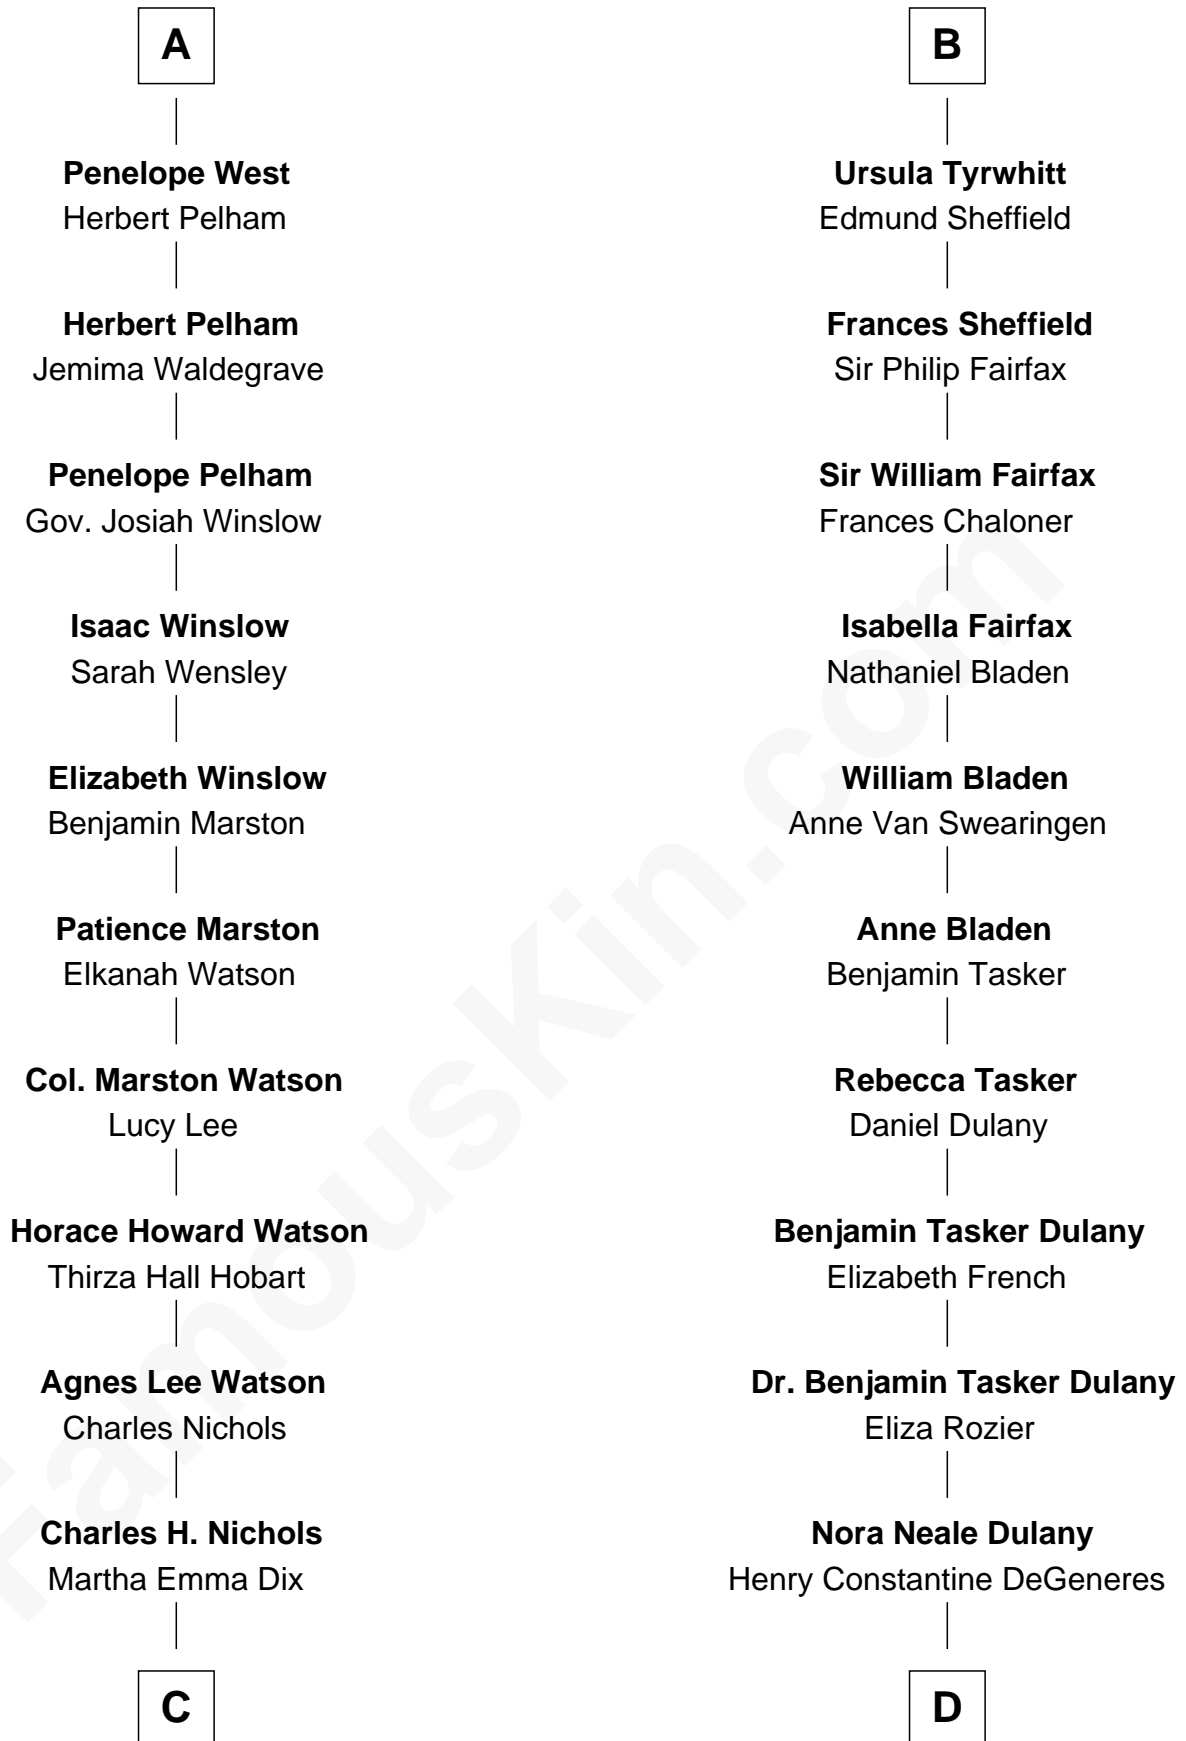 A
Penelope West
Herbert Pelham
Herbert Pelham
Jemima Waldegrave
Penelope Pelham
Gov. Josiah Winslow
Isaac Winslow
Sarah Wensley
Elizabeth Winslow
Benjamin Marston
Patience Marston
Elkanah Watson
Col. Marston Watson
Lucy Lee
Horace Howard Watson
Thirza Hall Hobart
Agnes Lee Watson
Charles Nichols
Charles H. Nichols
Martha Emma Dix
C
B
Ursula Tyrwhitt
Edmund Sheffield
Frances Sheffield
Sir Philip Fairfax
Sir William Fairfax
Frances Chaloner
Isabella Fairfax
Nathaniel Bladen
William Bladen
Anne Van Swearingen
Anne Bladen
Benjamin Tasker
Rebecca Tasker
Daniel Dulany
Benjamin Tasker Dulany
Elizabeth French
Dr. Benjamin Tasker Dulany
Eliza Rozier
Nora Neale Dulany
Henry Constantine DeGeneres
D
FamousKin.com